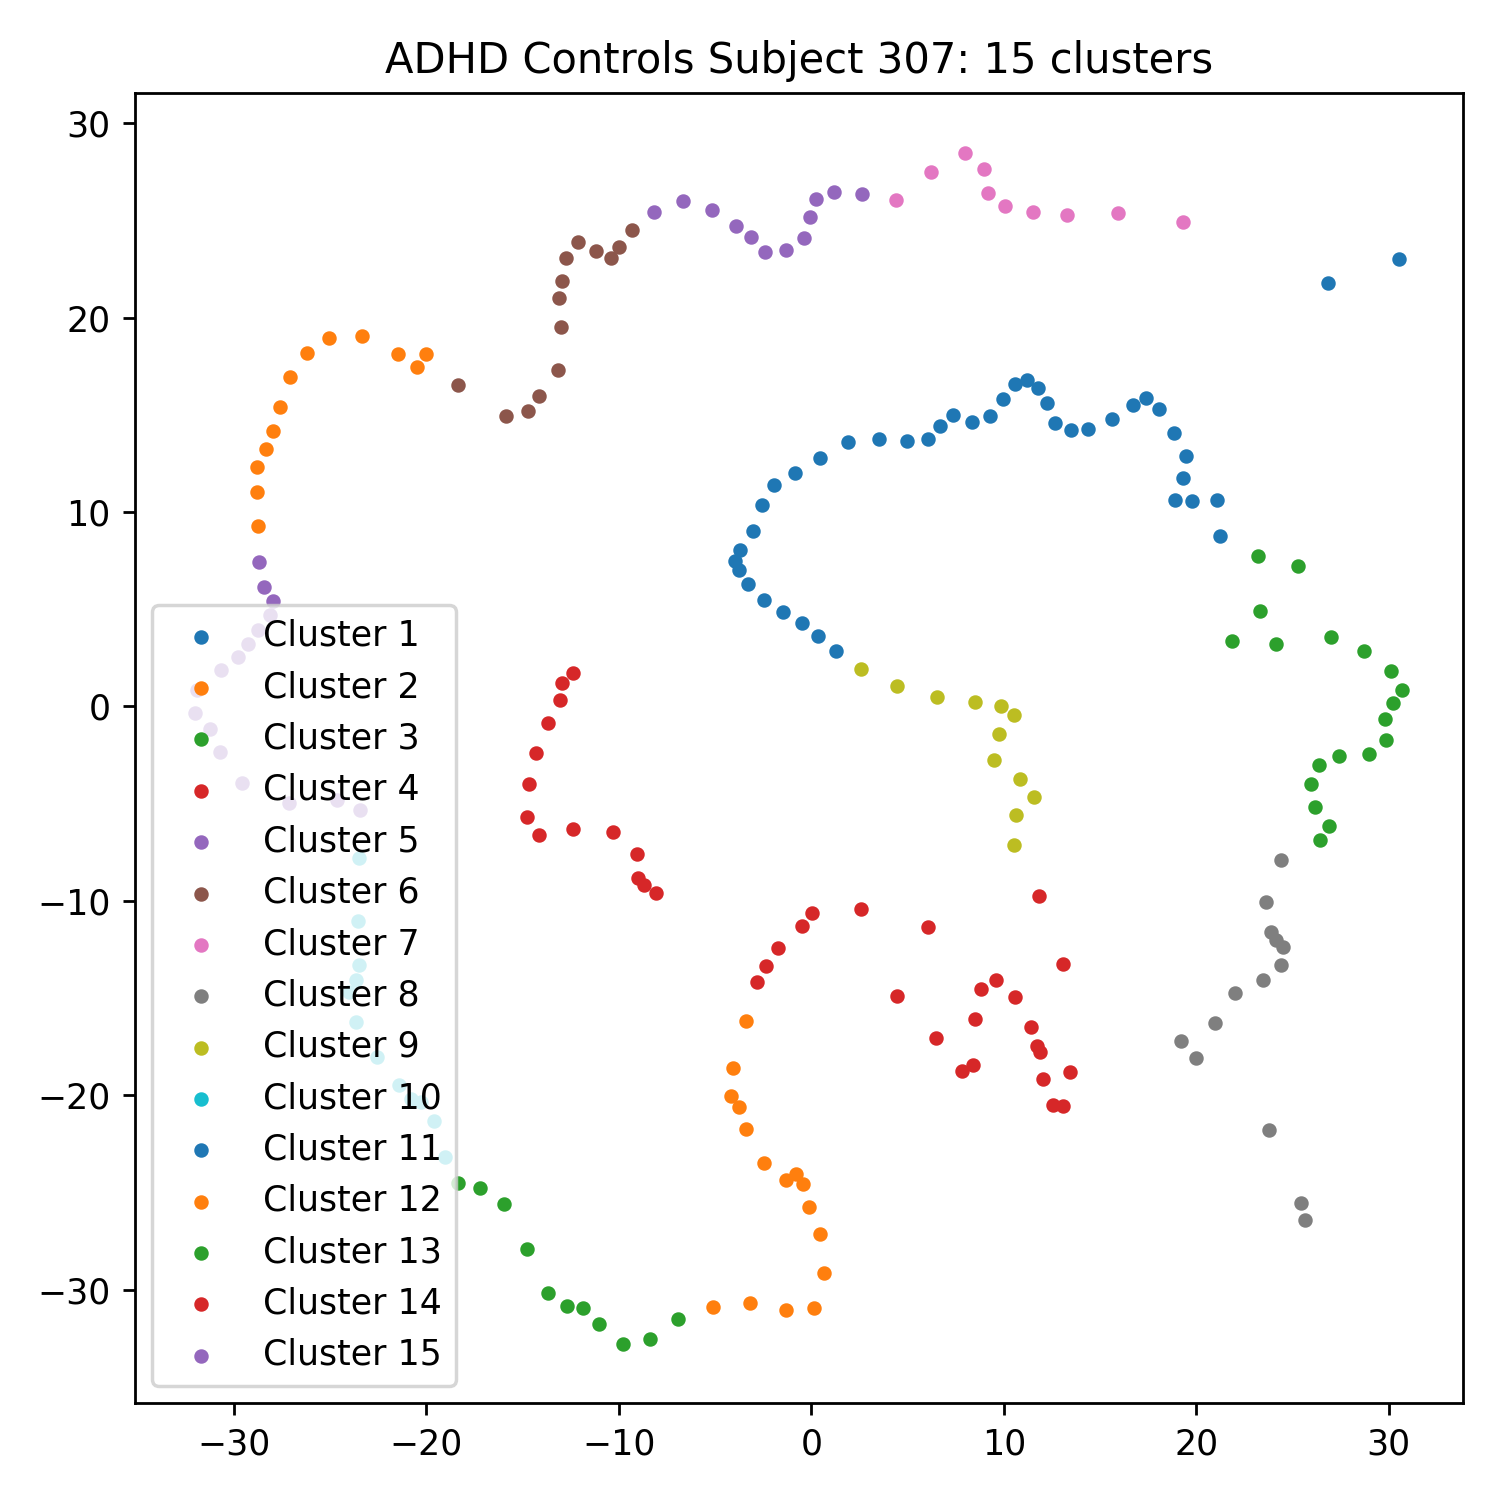 ADHD Controls Subject 307: 15 clusters
30
20
10
0
−10
−20
−30
Cluster 1
Cluster 2
Cluster 3
Cluster 4
Cluster 5
Cluster 6
Cluster 7
Cluster 8
Cluster 9
Cluster 10
Cluster 11
Cluster 12
Cluster 13
Cluster 14
Cluster 15
−30 −20 −10 0 10 20 30